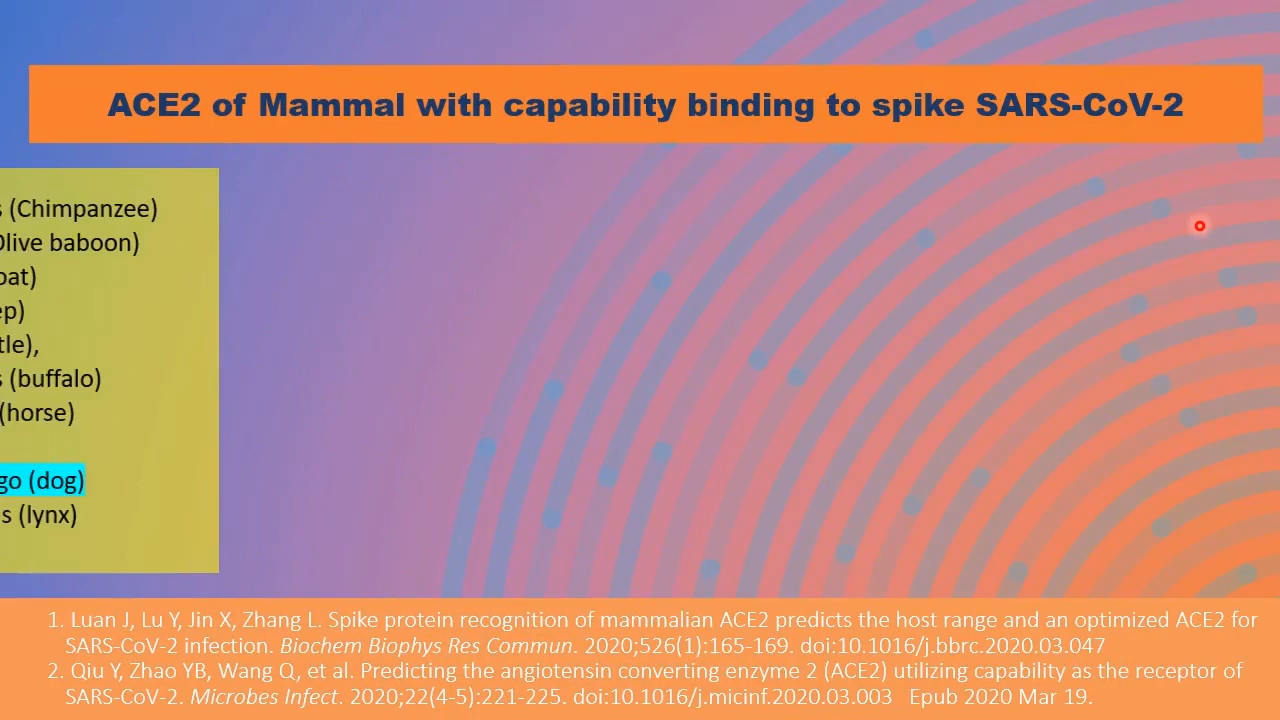 ACE2 of Mammal with capability binding to spike SARS-CoV-2
s (Chimpanzee)
Olive baboon)
oat)
ep)
tle),
s (buffalo)
(horse)
go (dog)
s (lynx)
1. Luan J, Lu Y, Jin X, Zhang L. Spike protein recognition of mammalian ACE2 predicts the host range and an optimized ACE2 for
SARS-CoV-2 infection. Biochem Biophys Res Commun. 2020;526(1):165-169. doi:10.1016/j.bbrc.2020.03.047
2. Qiu Y, Zhao YB, Wang Q, et al. Predicting the angiotensin converting enzyme 2 (ACE2) utilizing capability as the receptor of
SARS-CoV-2. Microbes Infect. 2020;22(4-5):221-225. doi:10.1016/j.micinf.2020.03.003 Epub 2020 Mar 19.